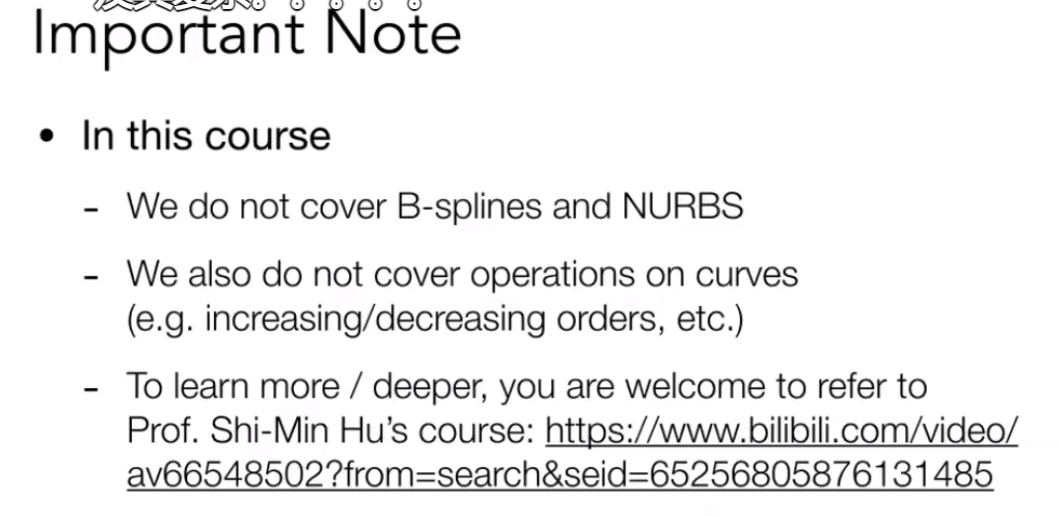 Important Note
• In this course
- We do not cover B-splines and NURBS
- We also do not cover operations on curves
(e.g. increasing/decreasing orders, etc.)
- To learn more / deeper, you are welcome to refer to
Prof. Shi-Min Hu's course: https://www.bilibili.com/video/
av66548502?from=search&seid=65256805876131485